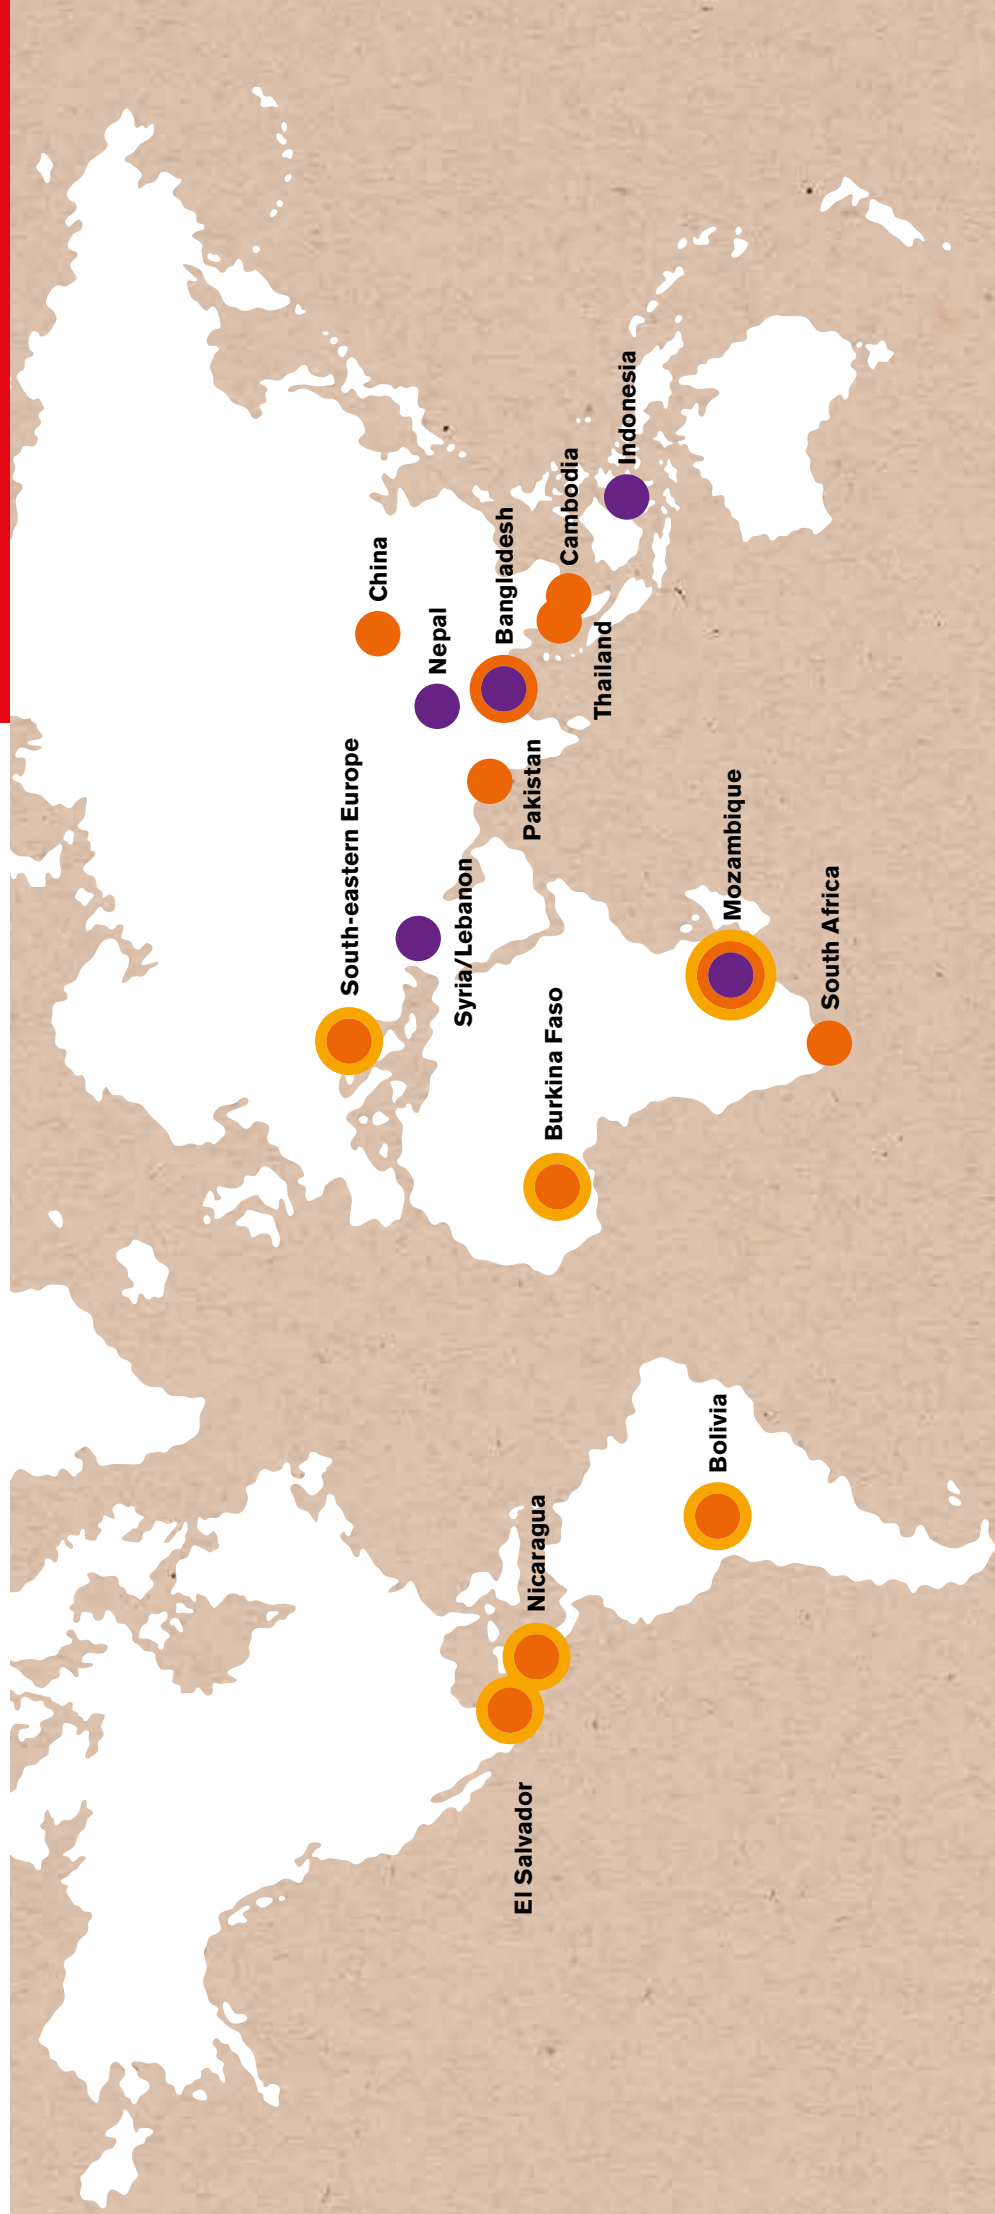 South-eastern Europe
China
Syria/Lebanon
Nepal
Pakistan
Bangladesh
El Salvador
Nicaragua
Burkina Faso
Cambodia
Thailand
Indonesia
Bolivia
Mozambique
South Africa